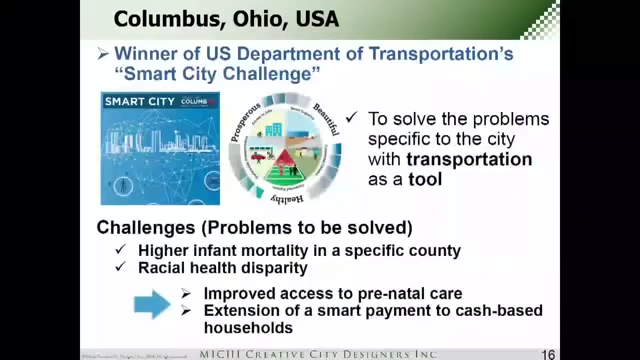 Columbus, Ohio, USA
➢ Winner of US Department of Transportation's
"Smart City Challenge"
SMART CITY
Prosperous
Beautiful
Healthy
✓ To solve the problems
specific to the city
with transportation
as a tool
Challenges (Problems to be solved)
✓ Higher infant mortality in a specific county
✓ Racial health disparity
➢ Improved access to pre-natal care
➢ Extension of a smart payment to cash-based
households
MICHI CREATIVE CITY DESIGNERS INC
16